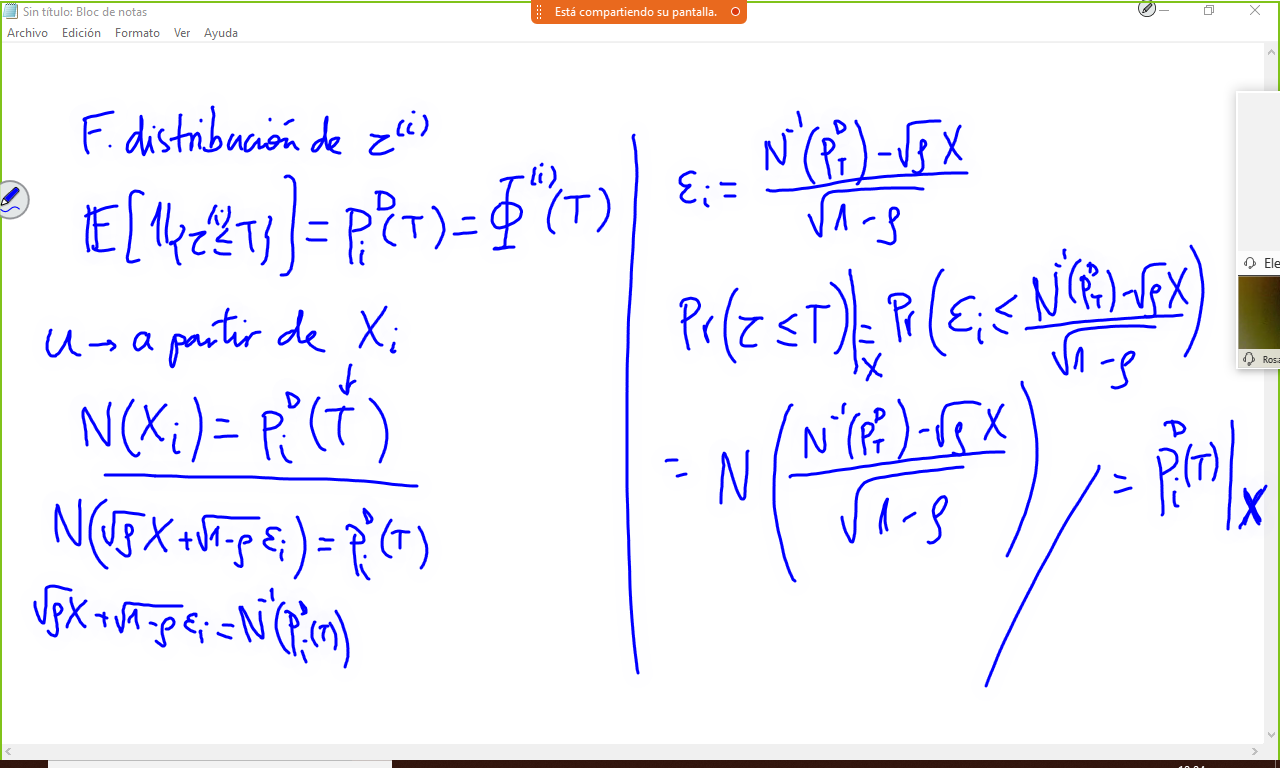 Sin título: Bloc de notas
Está compartiendo su pantalla.
Archivo Edición Formato Ver Ayuda
F. distribución de τ^(i)
𝔼[𝟙_{τ^(i) ≤ T}] = P_i^D(T) = Φ^(i)(T)
u → a partir de X_i
N(X_i) = P_i^D(T)
N(√ρ X + √1-ρ ε_i) = P_i^D(T)
√ρ X + √1-ρ ε_i = N^-1(P_i^D(T))
ε_i = (N^-1(P_T^D) - √ρ X) / √1-ρ
Pr(τ ≤ T)|_X = Pr(ε_i ≤ (N^-1(P_T^D) - √ρ X) / √1-ρ)
= N((N^-1(P_T^D) - √ρ X) / √1-ρ) = P_i^D(T)|_X
Ele
Rosa